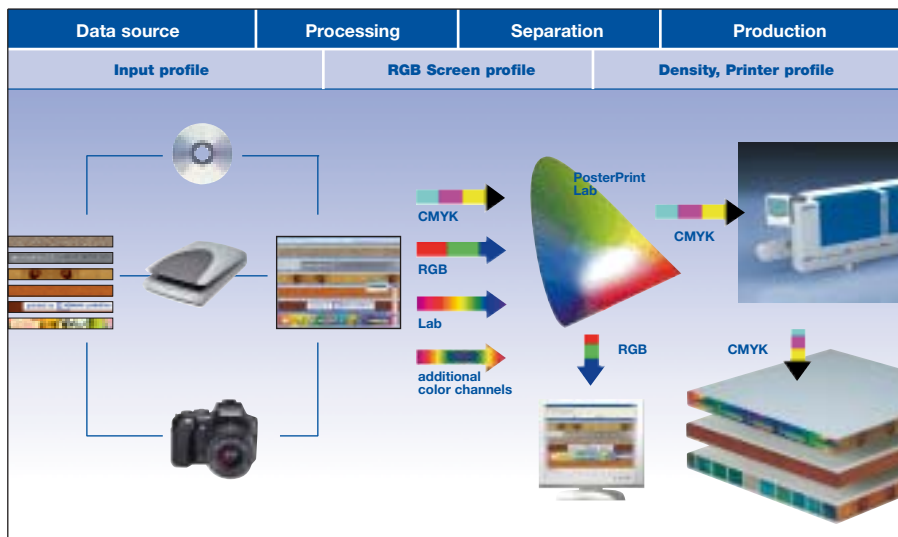 Data source
Processing
Separation
Production
Input profile
RGB Screen profile
Density, Printer profile
PosterPrint
Lab
CMYK
CMYK
RGB
Lab
RGB
CMYK
additional
color channels